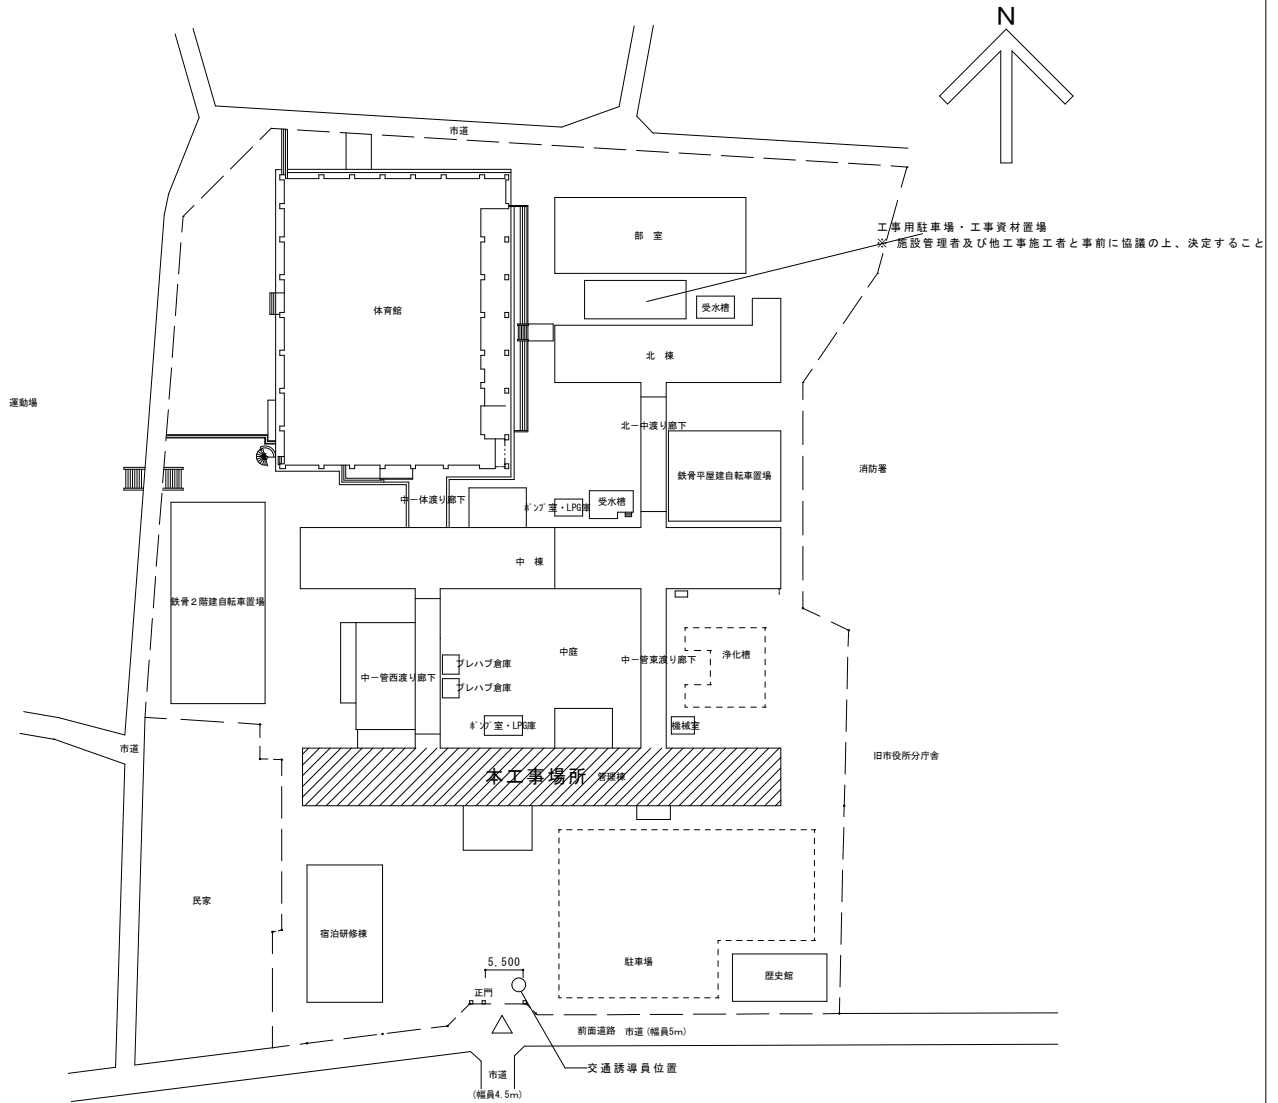 N
市道
工事用駐車場・工事資材置場
※ 施設管理者及び他工事施工者と事前に協議の上、決定すること
部 室
受水槽
体育館
北 棟
運動場
北－中渡り廊下
消防署
鉄骨平屋建自転車置場
中－体渡り廊下
ポンプ室・LPG庫
受水槽
中 棟
鉄骨２階建自転車置場
中庭
中－管東渡り廊下
浄化槽
プレハブ倉庫
中－管西渡り廊下
プレハブ倉庫
ポンプ室・LPG庫
機械室
市道
旧市役所分庁舎
本工事場所 管理棟
民家
宿泊研修棟
駐車場
歴史館
5,500
正門
前面道路 市道(幅員5m)
交通誘導員位置
市道
(幅員4.5m)